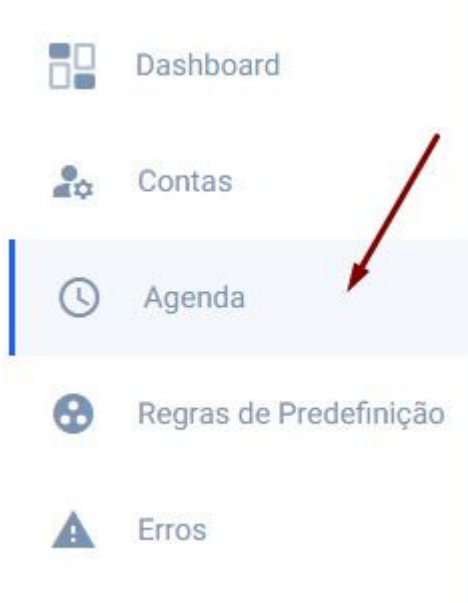 Dashboard
Contas
Agenda
Regras de Predefinição
Erros